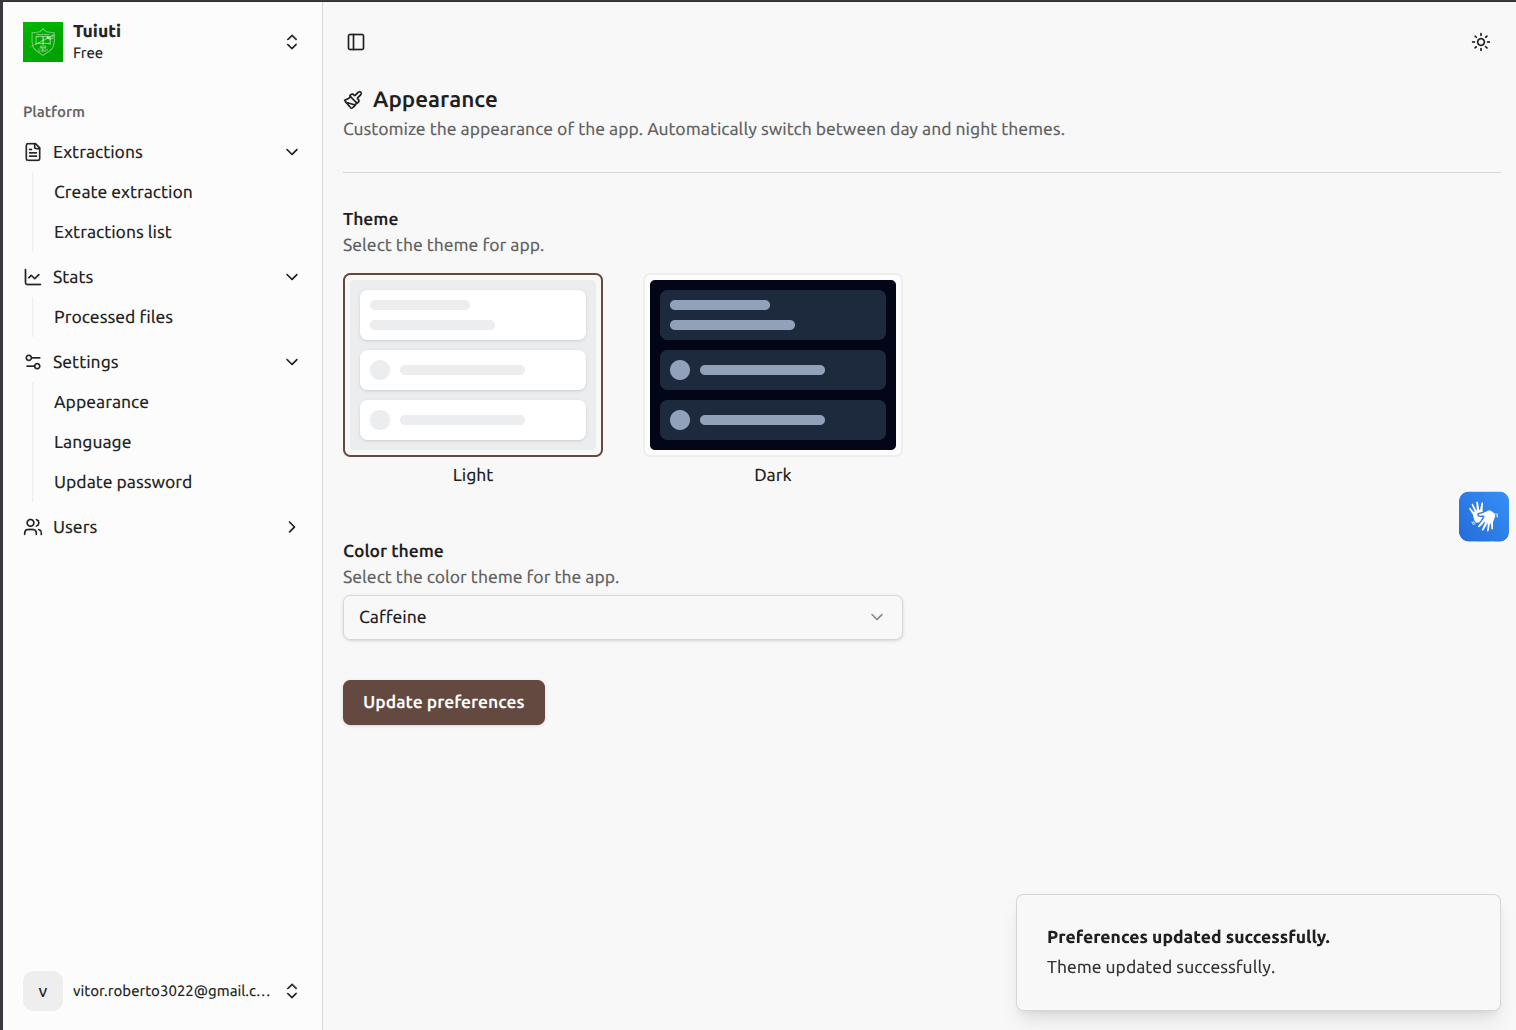 Tuiuti
Free
Platform
Extractions
Create extraction
Extractions list
Stats
Processed files
Settings
Appearance
Language
Update password
Users
v
vitor.roberto3022@gmail.c...
Appearance
Customize the appearance of the app. Automatically switch between day and night themes.
Theme
Select the theme for app.
Light
Dark
Color theme
Select the color theme for the app.
Caffeine
Update preferences
Preferences updated successfully.
Theme updated successfully.